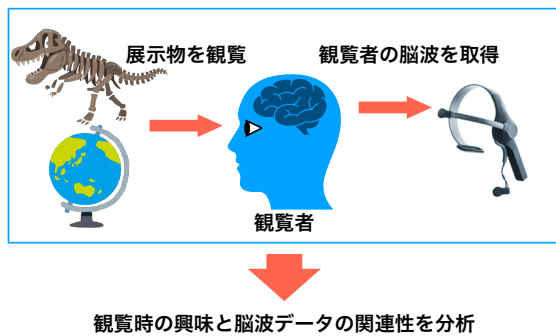 展示物を観覧
観覧者の脳波を取得
観覧者
観覧時の興味と脳波データの関連性を分析